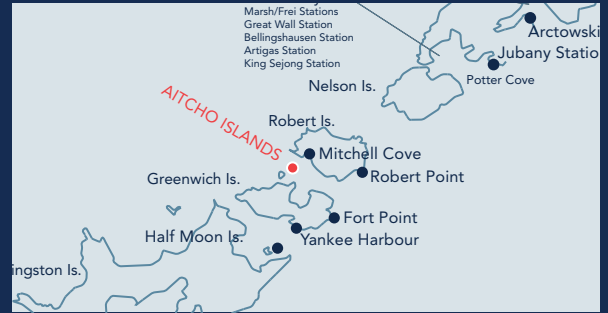 Marsh/Frei Stations
Great Wall Station
Bellingshausen Station
Artigas Station
King Sejong Station
Arctowski
Jubany Statio
Potter Cove
Nelson Is.
AITCHO ISLANDS
Robert Is.
Mitchell Cove
Robert Point
Greenwich Is.
Fort Point
Half Moon Is.
Yankee Harbour
ingston Is.